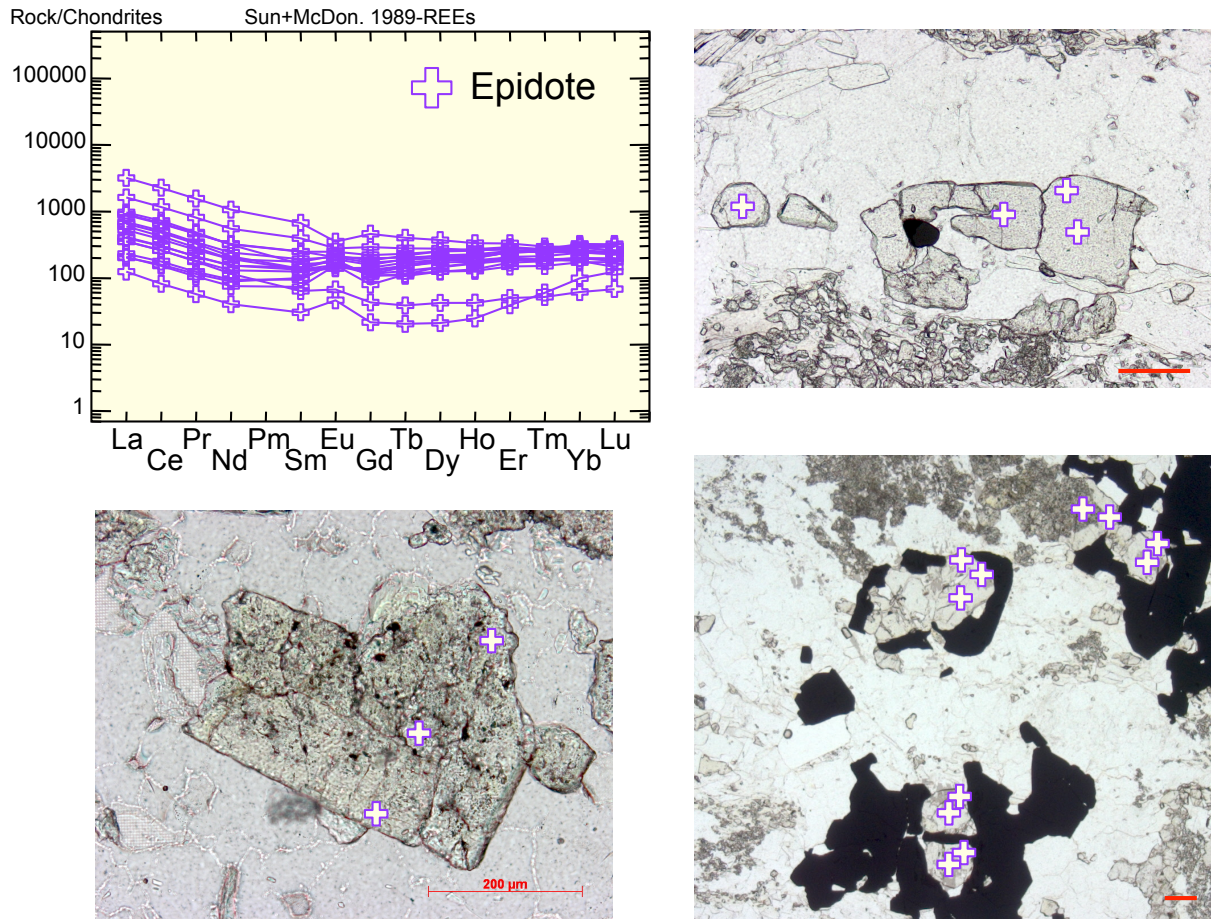 Rock/Chondrites Sun+McDon. 1989-REEs
100000
10000
1000
100
10
1
Epidote
La Ce Pr Nd Pm Sm Eu Gd Tb Dy Ho Er Tm Yb Lu
200 µm